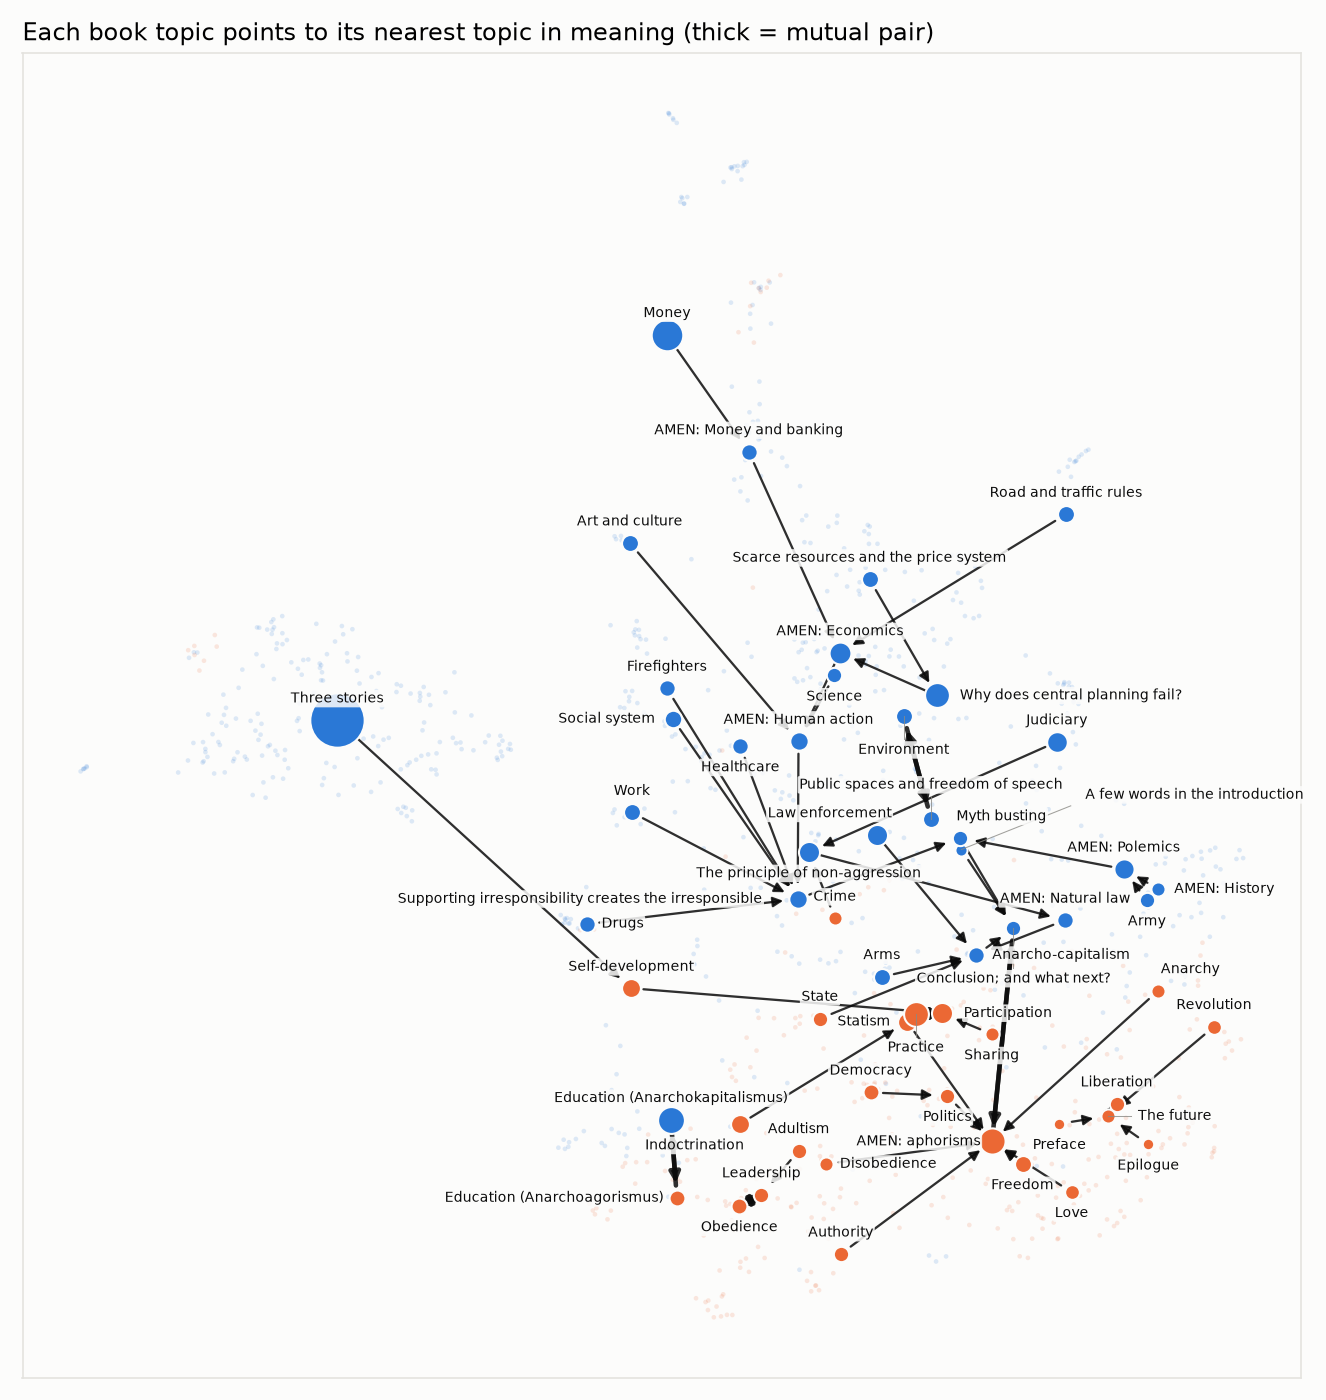 Each book topic points to its nearest topic in meaning (thick = mutual pair)
Money
AMEN: Money and banking
Road and traffic rules
Art and culture
Scarce resources and the price system
AMEN: Economics
Firefighters
Why does central planning fail?
Science
Three stories
Social system
AMEN: Human action
Judiciary
Environment
Healthcare
Public spaces and freedom of speech
Work
A few words in the introduction
Law enforcement
Myth busting
AMEN: Polemics
The principle of non-aggression
AMEN: History
Supporting irresponsibility creates the irresponsible
Crime
AMEN: Natural law
Army
Drugs
Arms
Anarcho-capitalism
Self-development
Anarchy
Conclusion; and what next?
State
Revolution
Participation
Statism
Practice
Sharing
Democracy
Liberation
Education (Anarchokapitalismus)
Politics
The future
Adultism
AMEN: aphorisms
Preface
Indoctrination
Disobedience
Epilogue
Leadership
Freedom
Education (Anarchoagorismus)
Love
Obedience
Authority